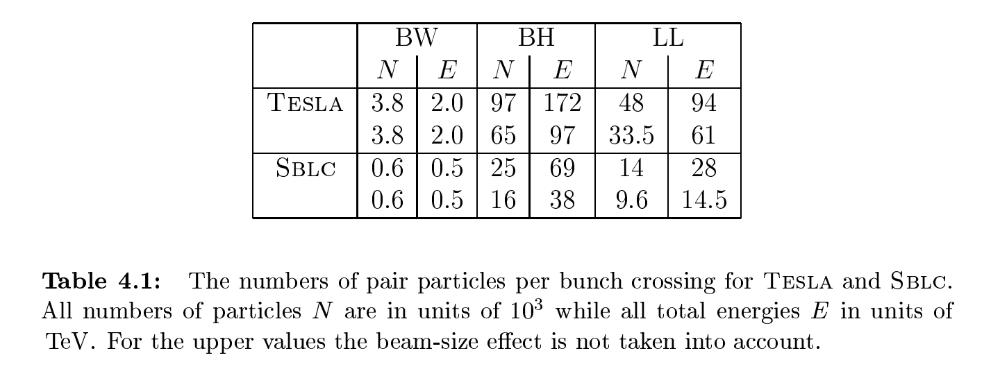 BW BH LL
N E N E N E
TESLA 3.8 2.0 97 172 48 94
3.8 2.0 65 97 33.5 61
SBLC 0.6 0.5 25 69 14 28
0.6 0.5 16 38 9.6 14.5
Table 4.1: The numbers of pair particles per bunch crossing for TESLA and SBLC.
All numbers of particles N are in units of 10³ while all total energies E in units of
TeV. For the upper values the beam-size effect is not taken into account.